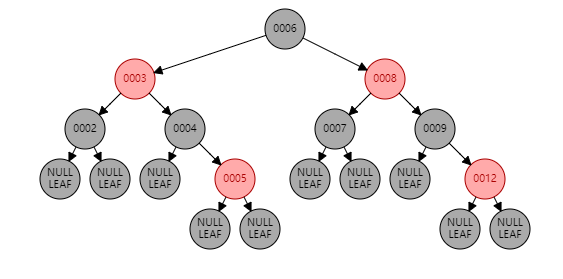 0006
0003
0008
0002
0004
0007
0009
NULL
LEAF
NULL
LEAF
NULL
LEAF
0005
NULL
LEAF
NULL
LEAF
NULL
LEAF
0012
NULL
LEAF
NULL
LEAF
NULL
LEAF
NULL
LEAF